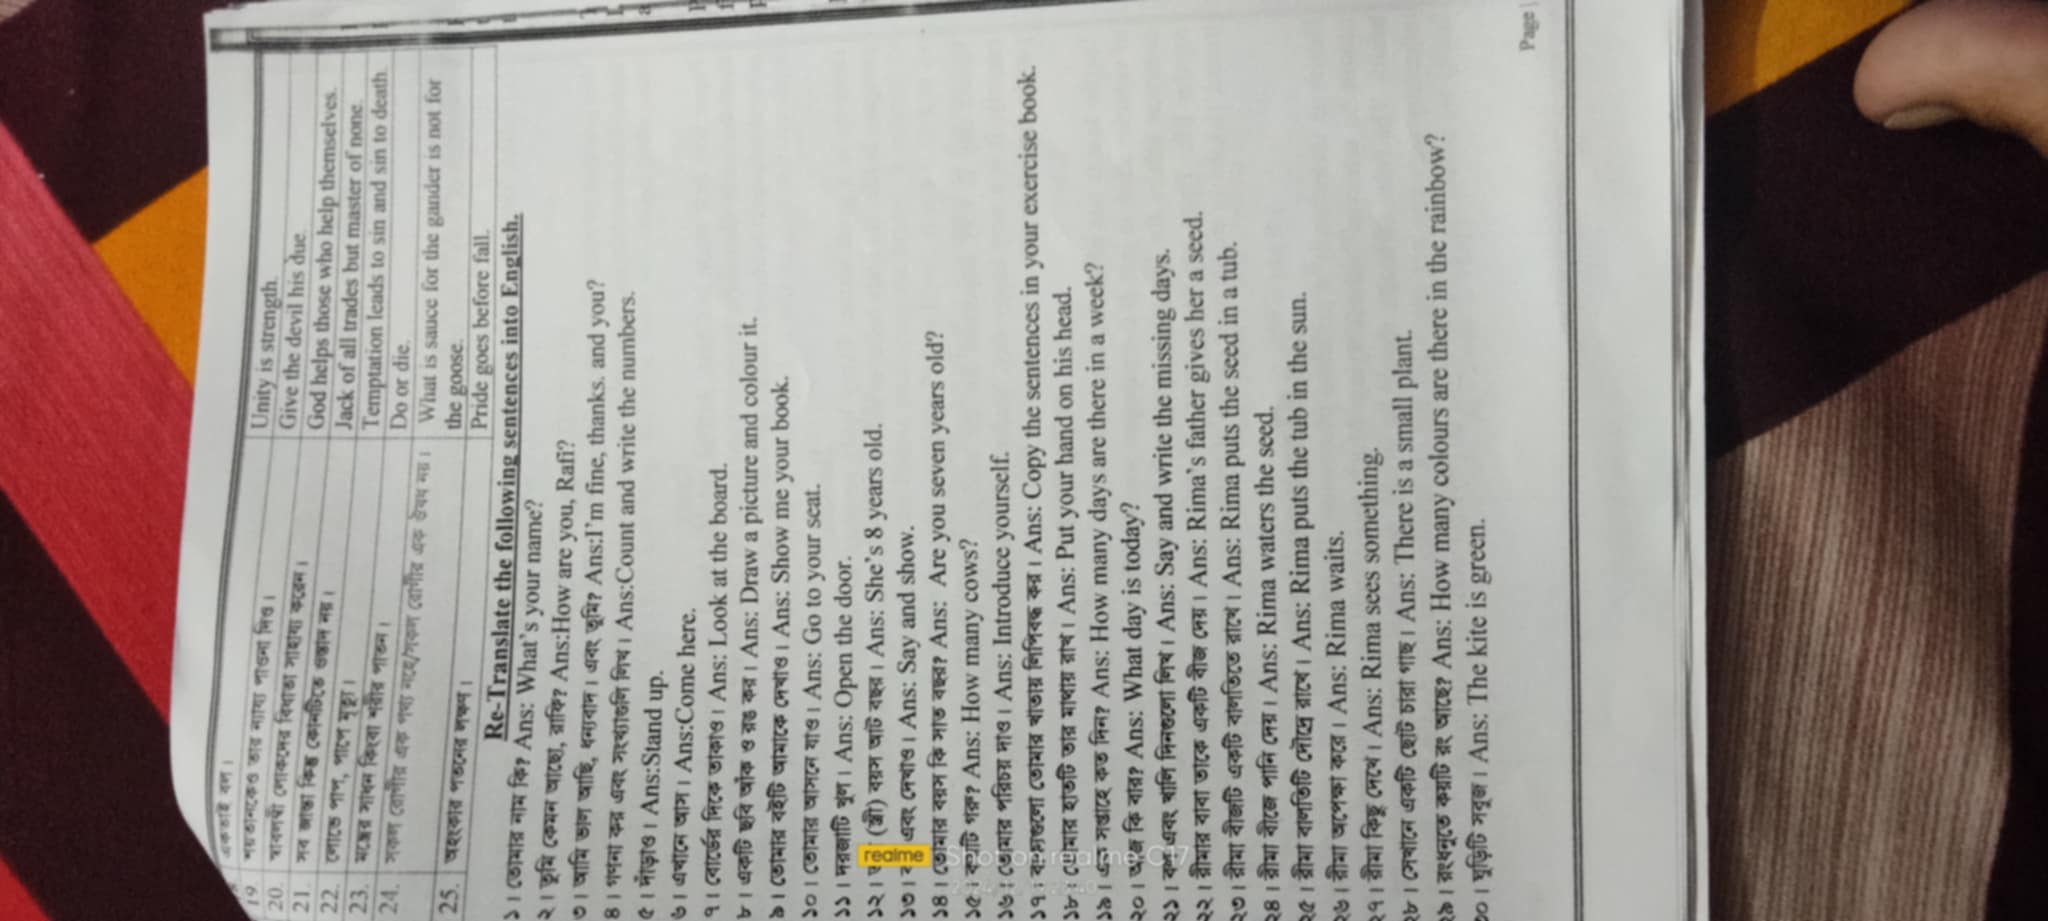 একতাই বল।
Unity is strength.
19. শয়তানকেও তার ন্যায্য পাওনা দিও।
Give the devil his due.
20. স্বাবলম্বী লোকদের বিধাতা সাহায্য করেন।
God helps those who help themselves.
21. সব জান্তা কিন্তু কোনটিতে ওস্তাদ নয়।
Jack of all trades but master of none.
22. লোভে পাপ, পাপে মৃত্যু।
Temptation leads to sin and sin to death.
23. মন্ত্রের সাধন কিংবা শরীর পাতন।
Do or die.
24. সকল রোগীর এক পথ্য নহে/সকল রোগীর এক ঔষধ নয়।
What is sauce for the gander is not for
the goose.
25. অহংকার পতনের লক্ষণ।
Pride goes before fall.
Re-Translate the following sentences into English.
১। তোমার নাম কি? Ans: What's your name?
২। তুমি কেমন আছো, রাফি? Ans:How are you, Rafi?
৩। আমি ভাল আছি, ধন্যবাদ। এবং তুমি? Ans:I'm fine, thanks. and you?
৪। গণনা কর এবং সংখ্যাগুলি লিখ। Ans:Count and write the numbers.
৫। দাঁড়াও। Ans:Stand up.
৬। এখানে আস। Ans:Come here.
৭। বোর্ডের দিকে তাকাও। Ans: Look at the board.
৮। একটি ছবি আঁক ও রঙ কর। Ans: Draw a picture and colour it.
৯। তোমার বইটি আমাকে দেখাও। Ans: Show me your book.
১০। তোমার আসনে যাও। Ans: Go to your seat.
১১। দরজাটি খুল। Ans: Open the door.
১২। (স্ত্রী) বয়স আট বছর। Ans: She's 8 years old.
১৩। এবং দেখাও। Ans: Say and show.
১৪। তোমার বয়স কি সাত বছর? Ans: Are you seven years old?
১৫। কয়টি গরু? Ans: How many cows?
১৬। তোমার পরিচয় দাও। Ans: Introduce yourself.
১৭। বাক্যগুলো তোমার খাতায় লিপিবদ্ধ কর। Ans: Copy the sentences in your exercise book.
১৮। তোমার হাতটি তার মাথায় রাখ। Ans: Put your hand on his head.
১৯। এক সপ্তাহে কত দিন? Ans: How many days are there in a week?
২০। আজ কি বার? Ans: What day is today?
২১। বল এবং খালি দিনগুলো লিখ। Ans: Say and write the missing days.
২২। রীমার বাবা তাকে একটি বীজ দেয়। Ans: Rima's father gives her a seed.
২৩। রীমা বীজটি একটি বালতিতে রাখে। Ans: Rima puts the seed in a tub.
২৪। রীমা বীজে পানি দেয়। Ans: Rima waters the seed.
২৫। রীমা বালতিটি রৌদ্রে রাখে। Ans: Rima puts the tub in the sun.
২৬। রীমা অপেক্ষা করে। Ans: Rima waits.
২৭। রীমা কিছু দেখে। Ans: Rima sees something.
২৮। সেখানে একটি ছোট চারা গাছ। Ans: There is a small plant.
২৯। রংধনুতে কয়টি রং আছে? Ans: How many colours are there in the rainbow?
৩০। ঘুড়িটি সবুজ। Ans: The kite is green.
Page
realme Shot on realme C17